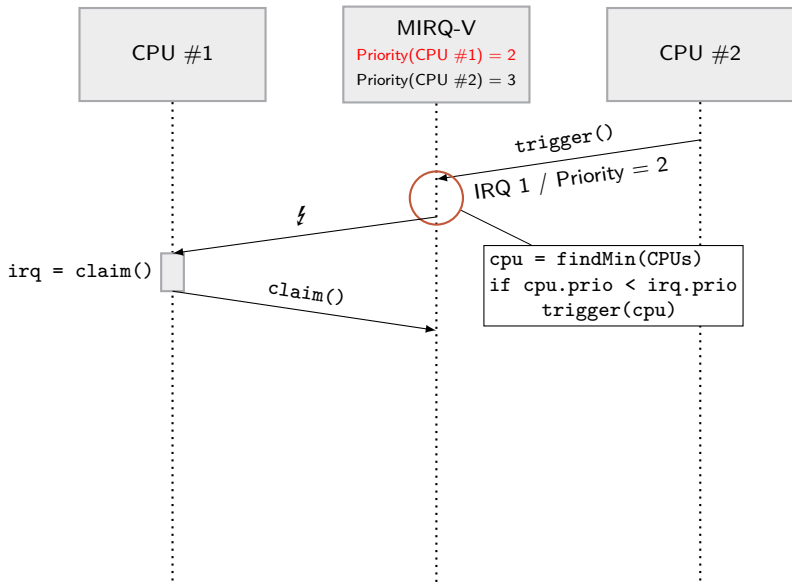 CPU #1
MIRQ-V
Priority(CPU #1) = 2
Priority(CPU #2) = 3
CPU #2
trigger()
IRQ 1 / Priority = 2
irq = claim()
claim()
cpu = findMin(CPUs)
if cpu.prio < irq.prio
trigger(cpu)